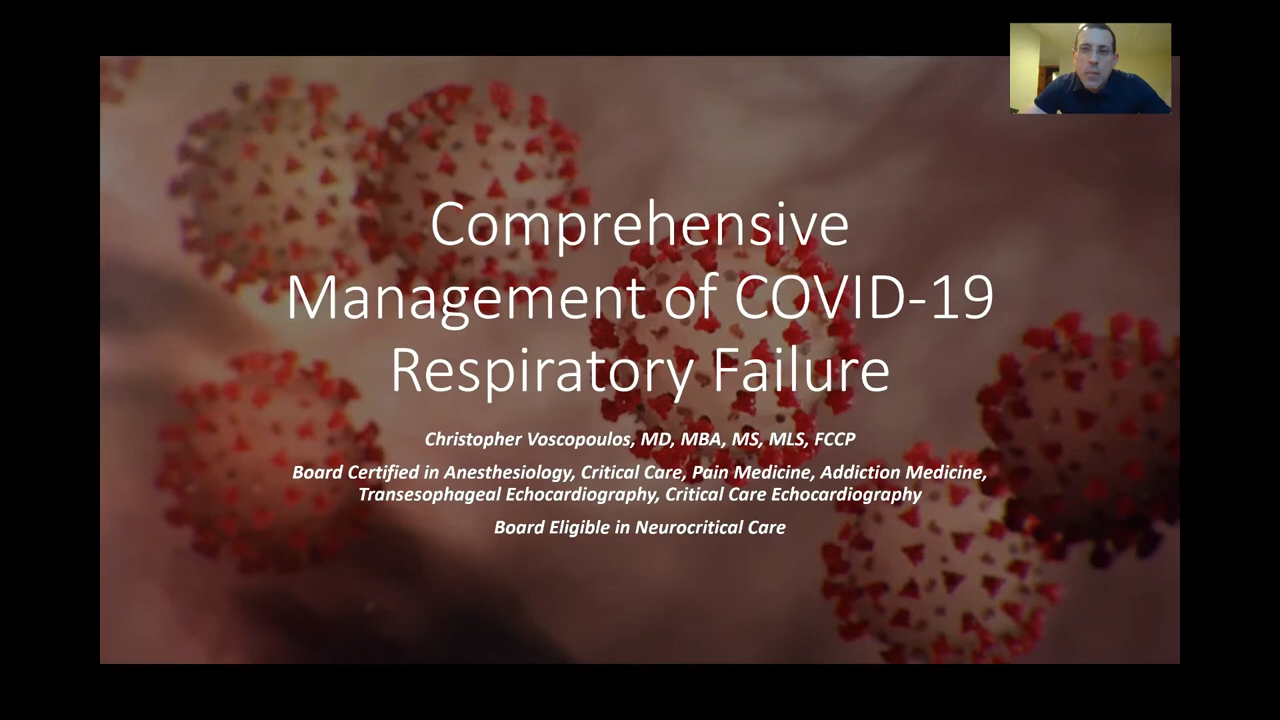 Comprehensive
Management of COVID-19
Respiratory Failure
Christopher Voscopoulos, MD, MBA, MS, MLS, FCCP
Board Certified in Anesthesiology, Critical Care, Pain Medicine, Addiction Medicine,
Transesophageal Echocardiography, Critical Care Echocardiography
Board Eligible in Neurocritical Care